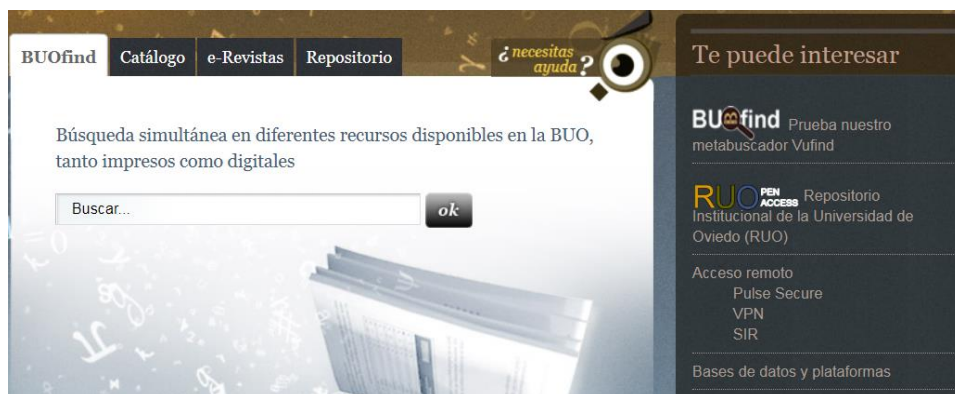 BUOfind
Catálogo
e-Revistas
Repositorio
¿necesitas
ayuda?
Búsqueda simultánea en diferentes recursos disponibles en la BUO,
tanto impresos como digitales
Buscar...
ok
Te puede interesar
BUOfind Prueba nuestro
metabuscador Vufind
RUO PEN
ACCESS Repositorio
Institucional de la Universidad de
Oviedo (RUO)
Acceso remoto
Pulse Secure
VPN
SIR
Bases de datos y plataformas